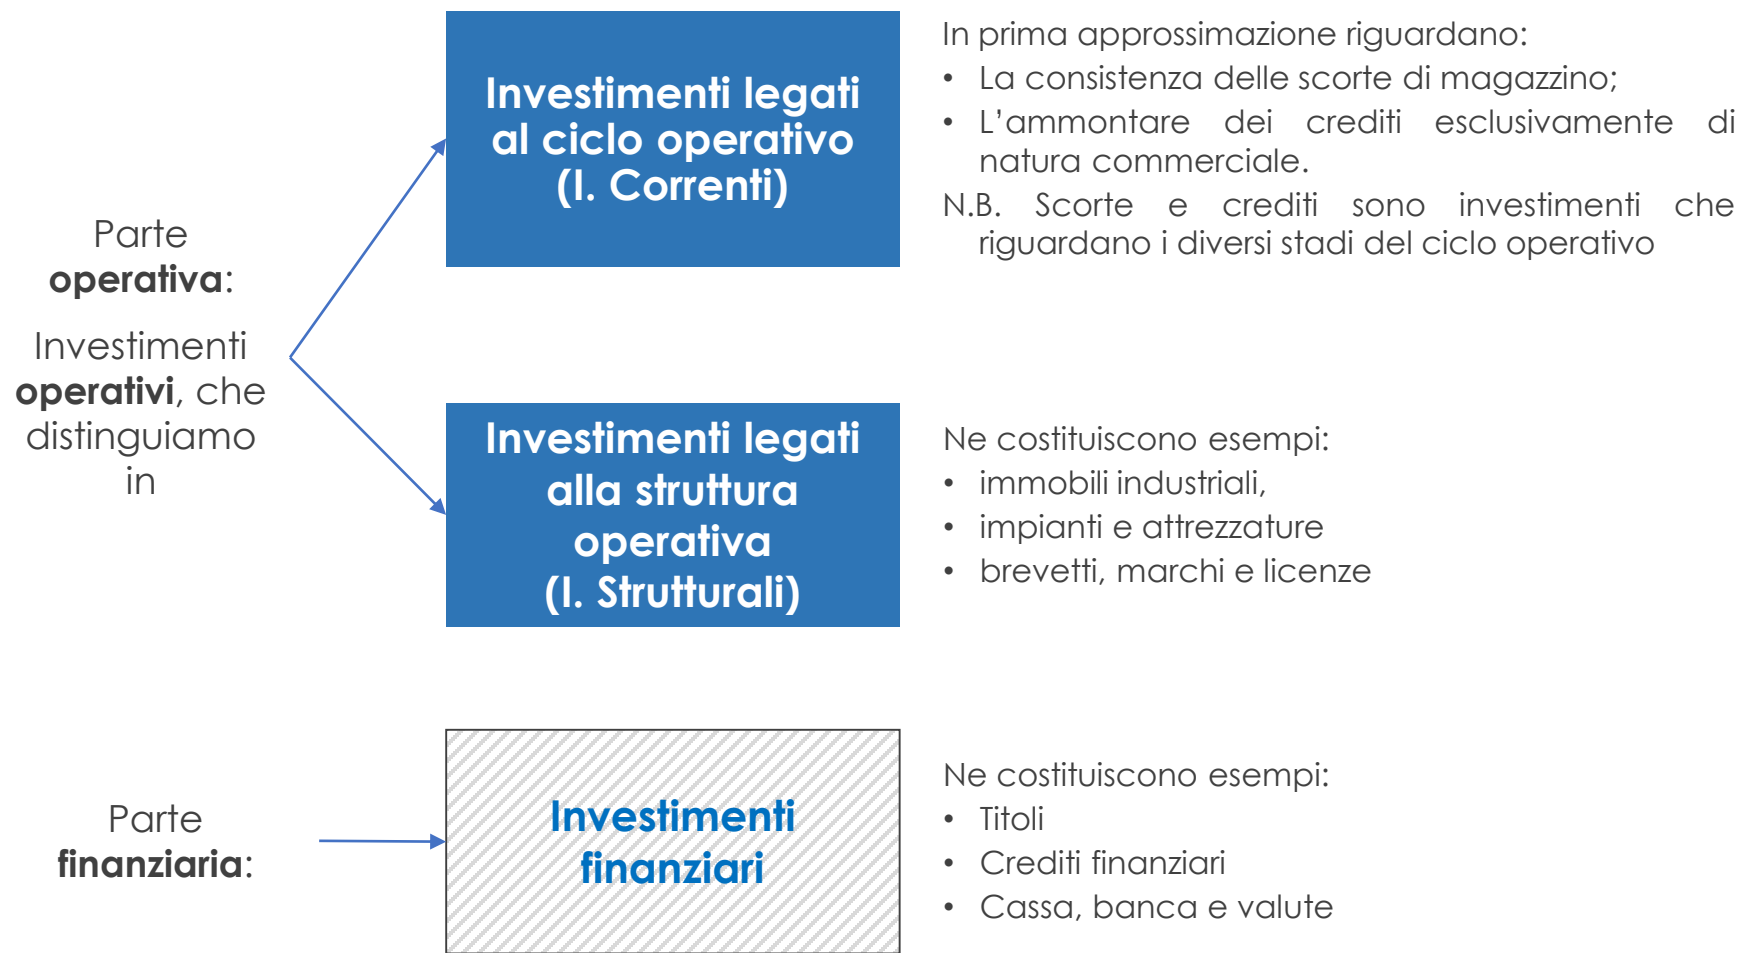 Parte
operativa:
Investimenti
operativi, che
distinguiamo
in
Investimenti legati
al ciclo operativo
(I. Correnti)
In prima approssimazione riguardano:
• La consistenza delle scorte di magazzino;
• L’ammontare dei crediti esclusivamente di
natura commerciale.
N.B. Scorte e crediti sono investimenti che
riguardano i diversi stadi del ciclo operativo
Investimenti legati
alla struttura
operativa
(I. Strutturali)
Ne costituiscono esempi:
• immobili industriali,
• impianti e attrezzature
• brevetti, marchi e licenze
Parte
finanziaria:
Investimenti
finanziari
Ne costituiscono esempi:
• Titoli
• Crediti finanziari
• Cassa, banca e valute